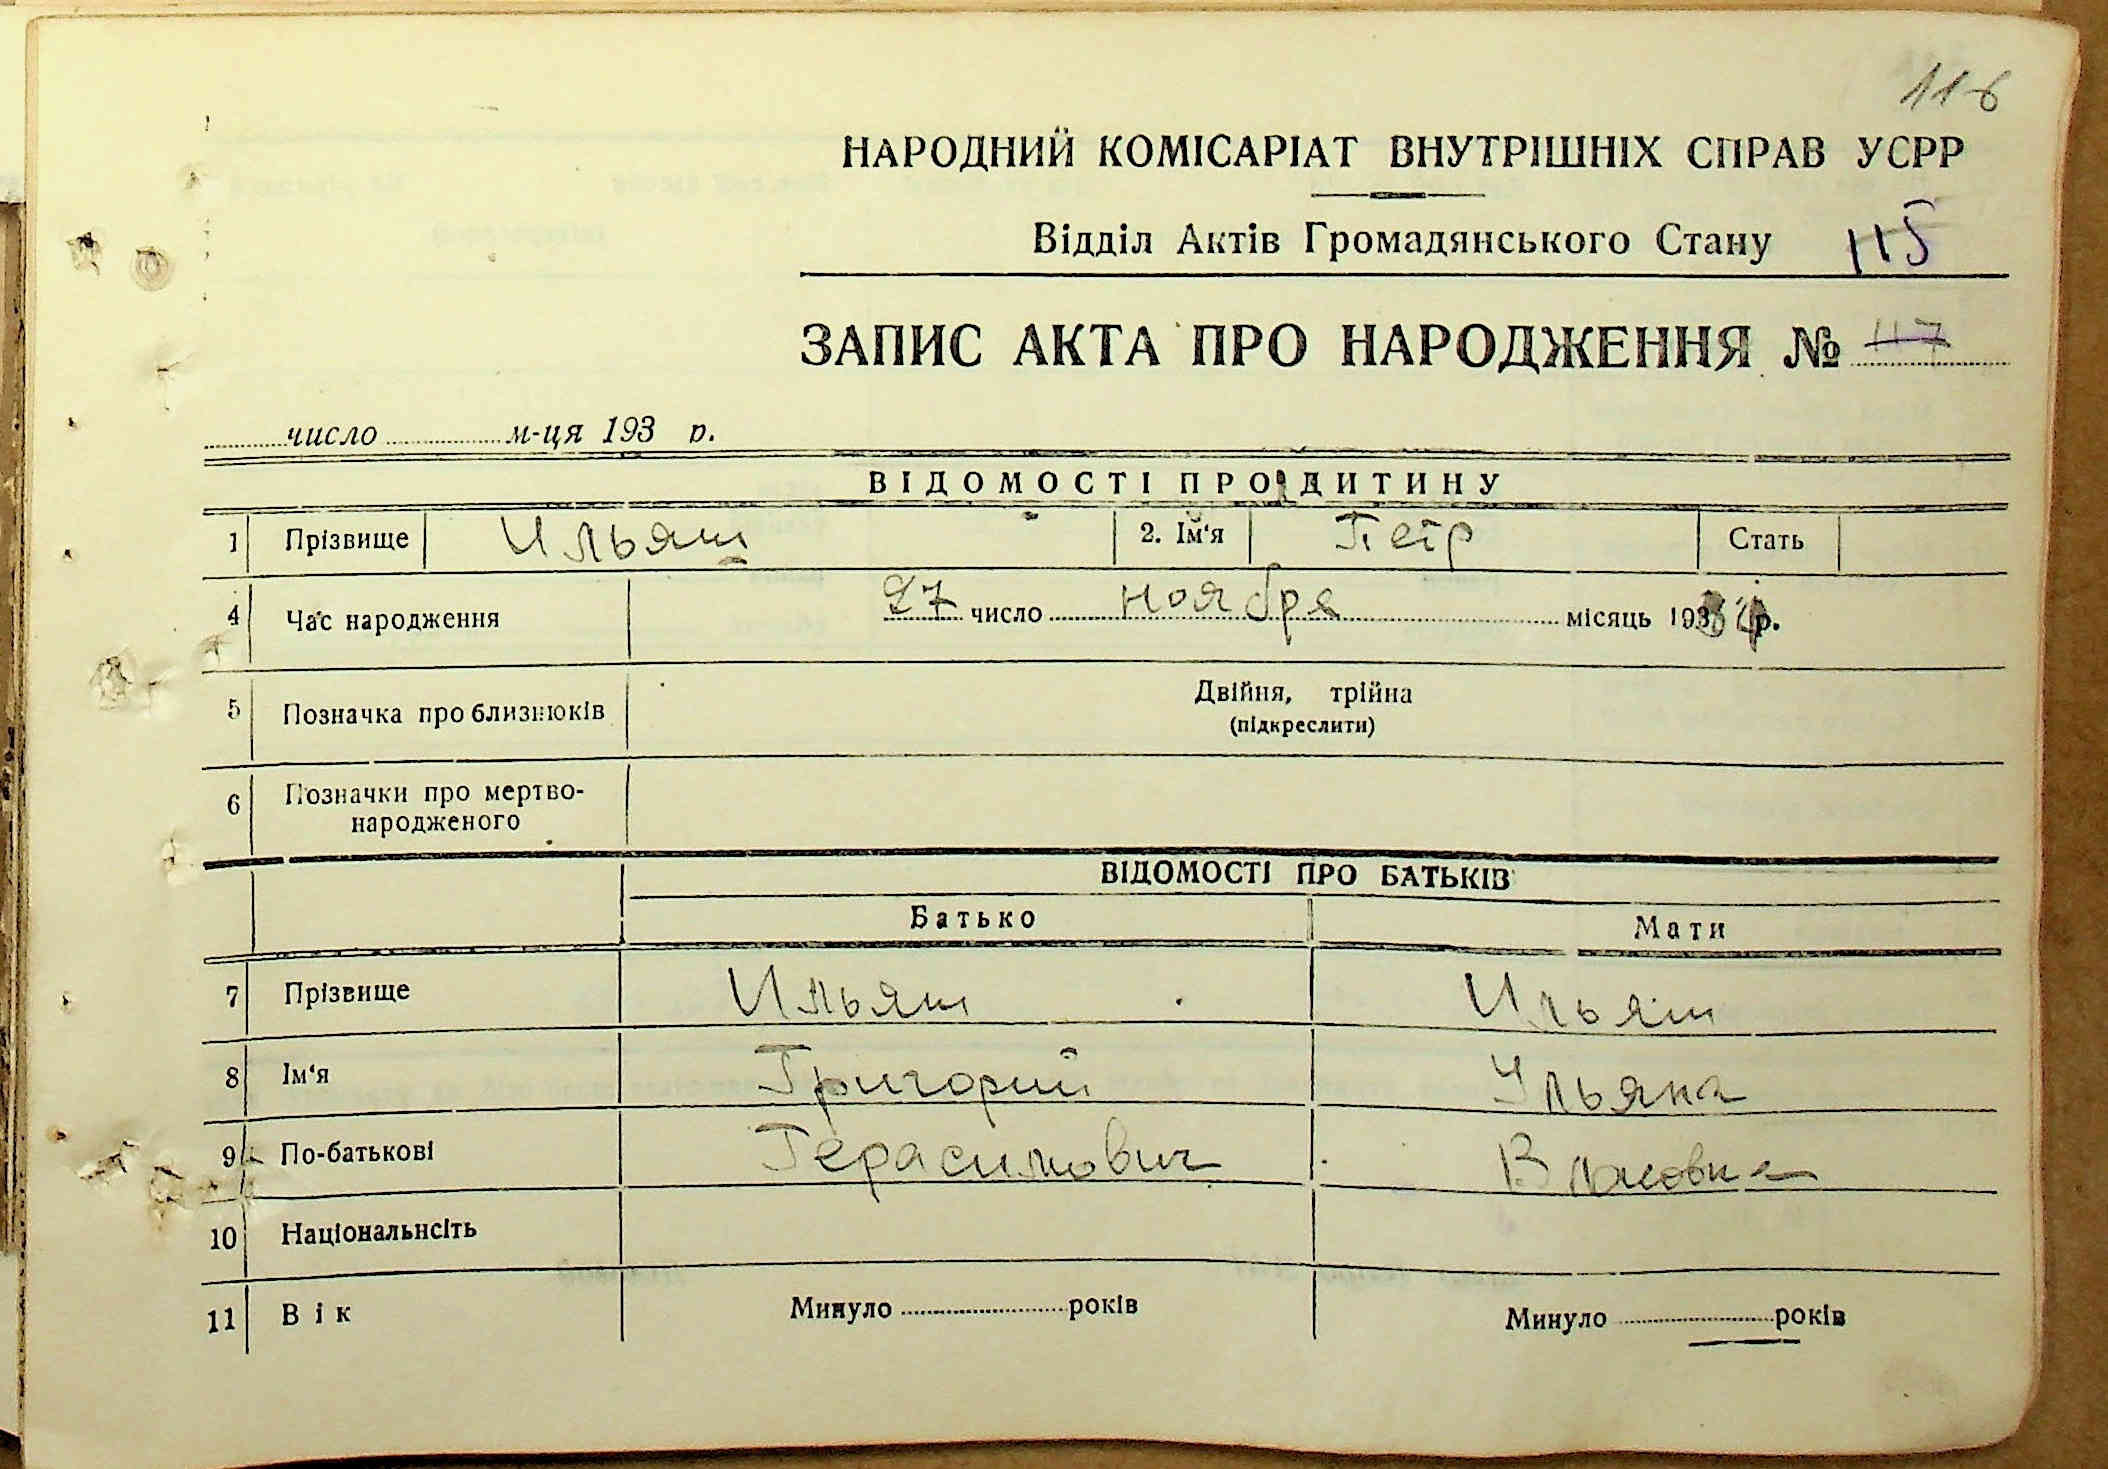 116
НАРОДНИЙ КОМІСАРІАТ ВНУТРІШНІХ СПРАВ УСРР
Відділ Актів Громадянського Стану 115
ЗАПИС АКТА ПРО НАРОДЖЕННЯ № 117
число м-ця 193 р.
ВІДОМОСТІ ПРО ДИТИНУ
1 Прізвище Ильяш 2. Ім'я Петр Стать
4 Час народження 27 число ноября місяць 193 р.
5 Позначка про близнюків Двійня, трійна
(підкреслити)
6 Позначки про мертво-
народженого
ВІДОМОСТІ ПРО БАТЬКІВ
Батько Мати
7 Прізвище Ильяш Ильяш
8 Ім'я Григорий Ульяна
9 По-батькові Герасимович Власовна
10 Національнсіть
11 Вік Минуло років Минуло років